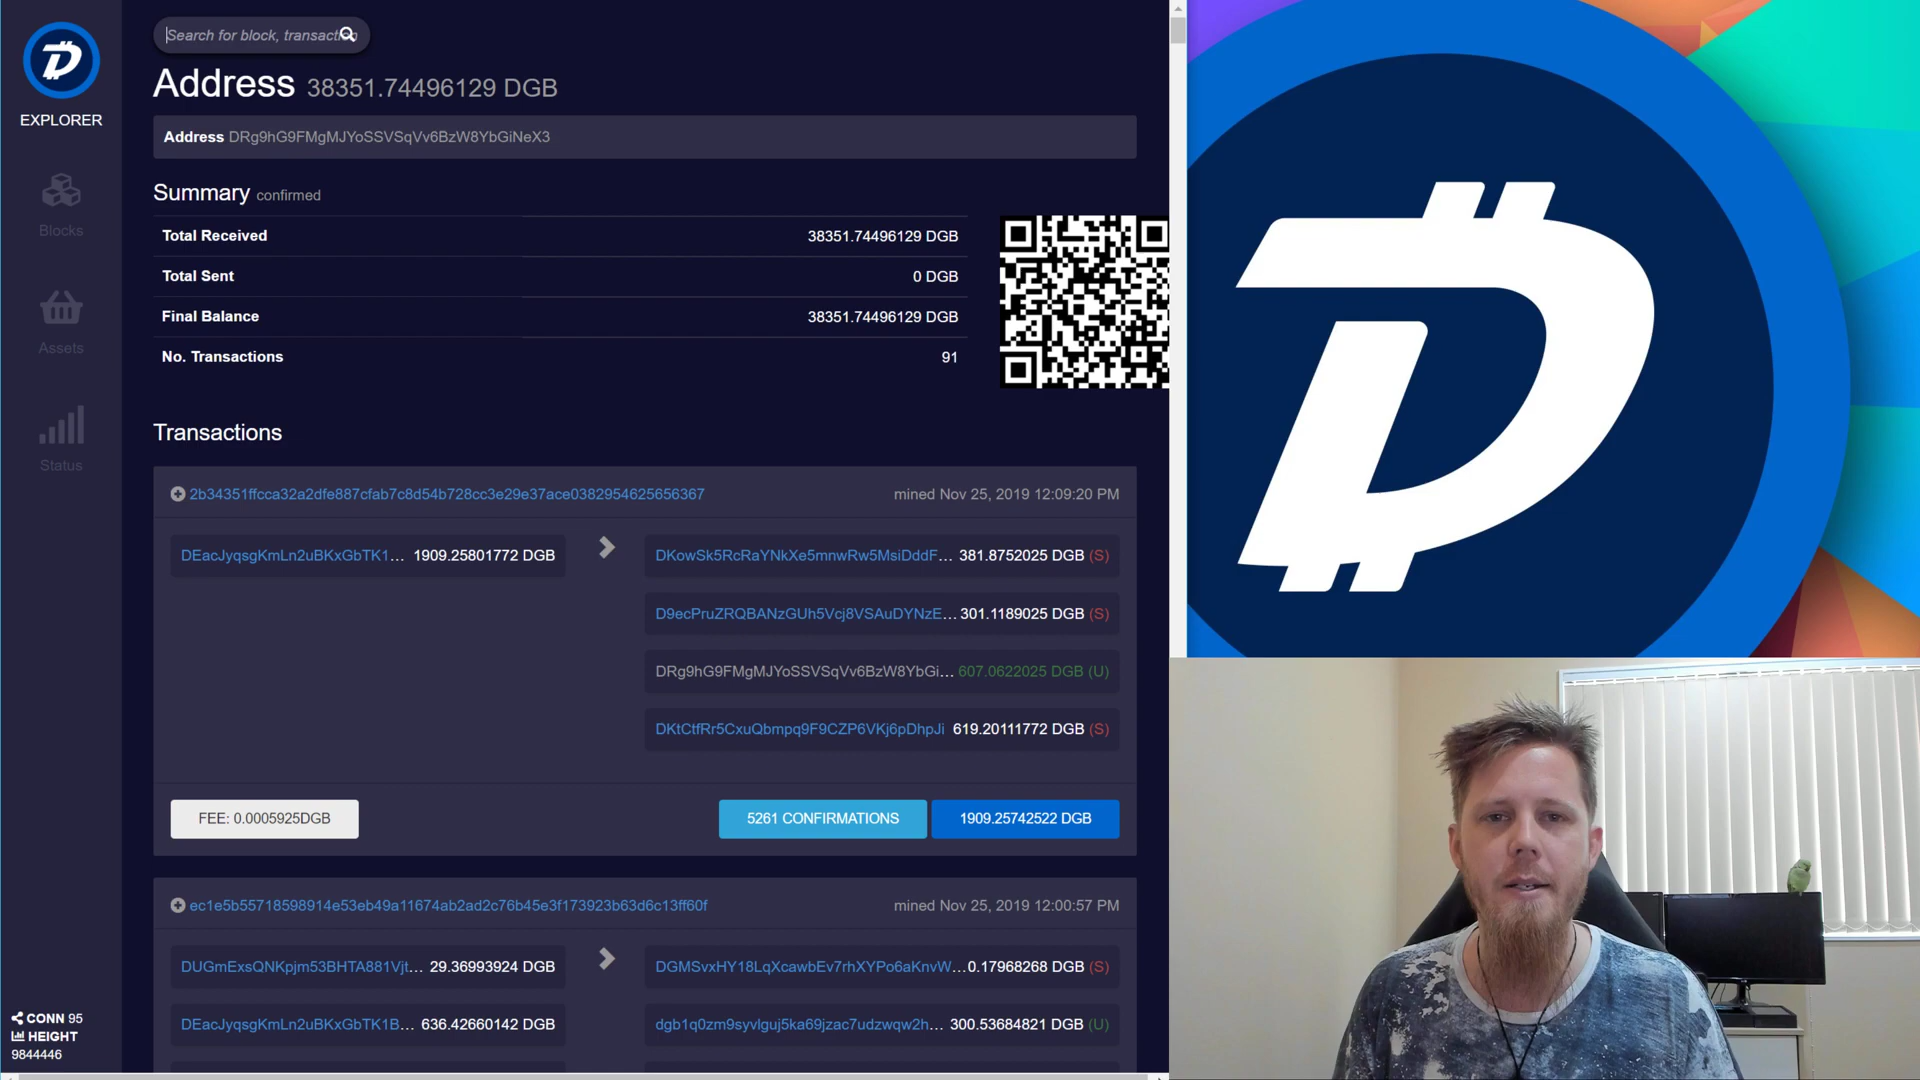 EXPLORER
Blocks
Assets
Status
CONN 95
HEIGHT
9844446
Search for block, transaction
Address 38351.74496129 DGB
Address DRg9hG9FMgMJYoSSVSqVv6BzW8YbGiNeX3
Summary confirmed
Total Received 38351.74496129 DGB
Total Sent 0 DGB
Final Balance 38351.74496129 DGB
No. Transactions 91
Transactions
2b34351ffcca32a2dfe887cfab7c8d54b728cc3e29e37ace0382954625656367 mined Nov 25, 2019 12:09:20 PM
DEacJyqsgKmLn2uBKxGbTK1... 1909.25801772 DGB
DKowSk5RcRaYNkXe5mnwRw5MsiDddF... 381.8752025 DGB (S)
D9ecPruZRQBANzGUh5Vcj8VSAuDYNzE... 301.1189025 DGB (S)
DRg9hG9FMgMJYoSSVSqVv6BzW8YbGi... 607.0622025 DGB (U)
DKtCtfRr5CxuQbmpq9F9CZP6VKj6pDhpJi 619.20111772 DGB (S)
FEE: 0.0005925DGB
5261 CONFIRMATIONS
1909.25742522 DGB
ec1e5b55718598914e53eb49a11674ab2ad2c76b45e3f173923b63d6c13ff60f mined Nov 25, 2019 12:00:57 PM
DUGmExsQNKpjm53BHTA881Vjt... 29.36993924 DGB
DGMSvxHY18LqXcawbEv7rhXYPo6aKnvW... 0.17968268 DGB (S)
DEacJyqsgKmLn2uBKxGbTK1B... 636.42660142 DGB
dgb1q0zm9syvlguj5ka69jzac7udzwqw2h... 300.53684821 DGB (U)